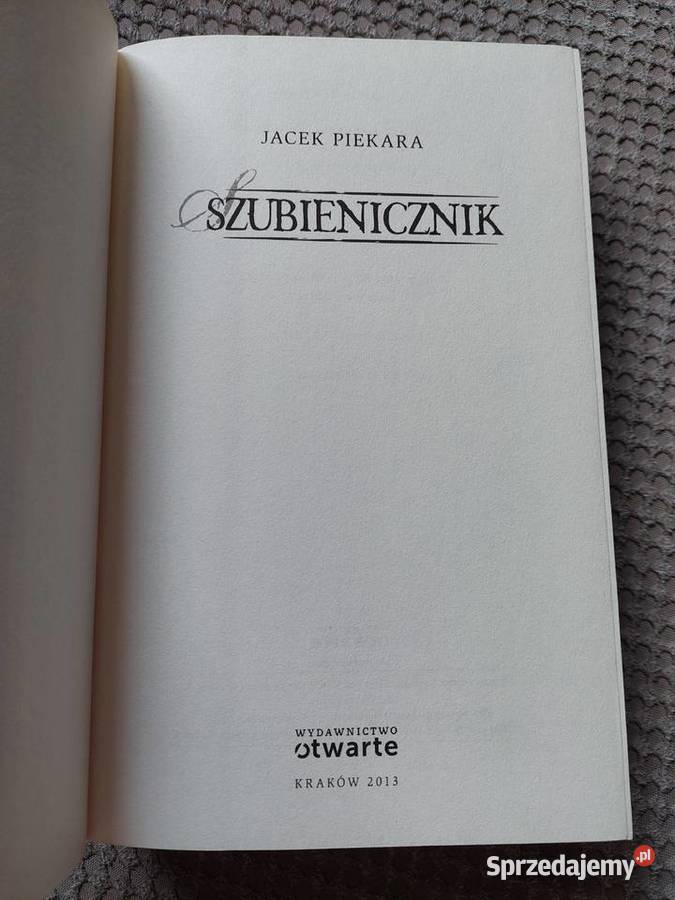 JACEK PIEKARA
SZUBIENICZNIK
WYDAWNICTWO
otwarte
KRAKÓW 2013
Sprzedajemy.pl